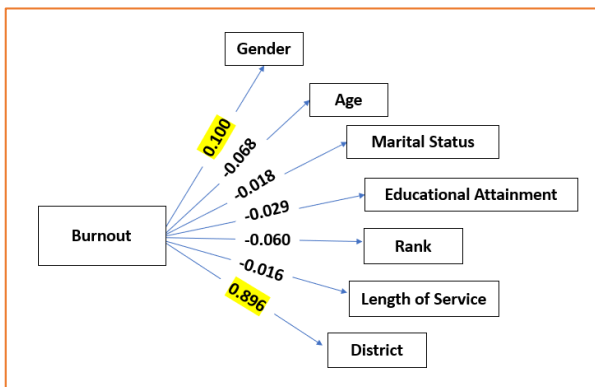 Gender
0.100
Age
-0.068
Marital Status
-0.018
Educational Attainment
-0.029
Burnout
-0.060
Rank
-0.016
Length of Service
0.896
District